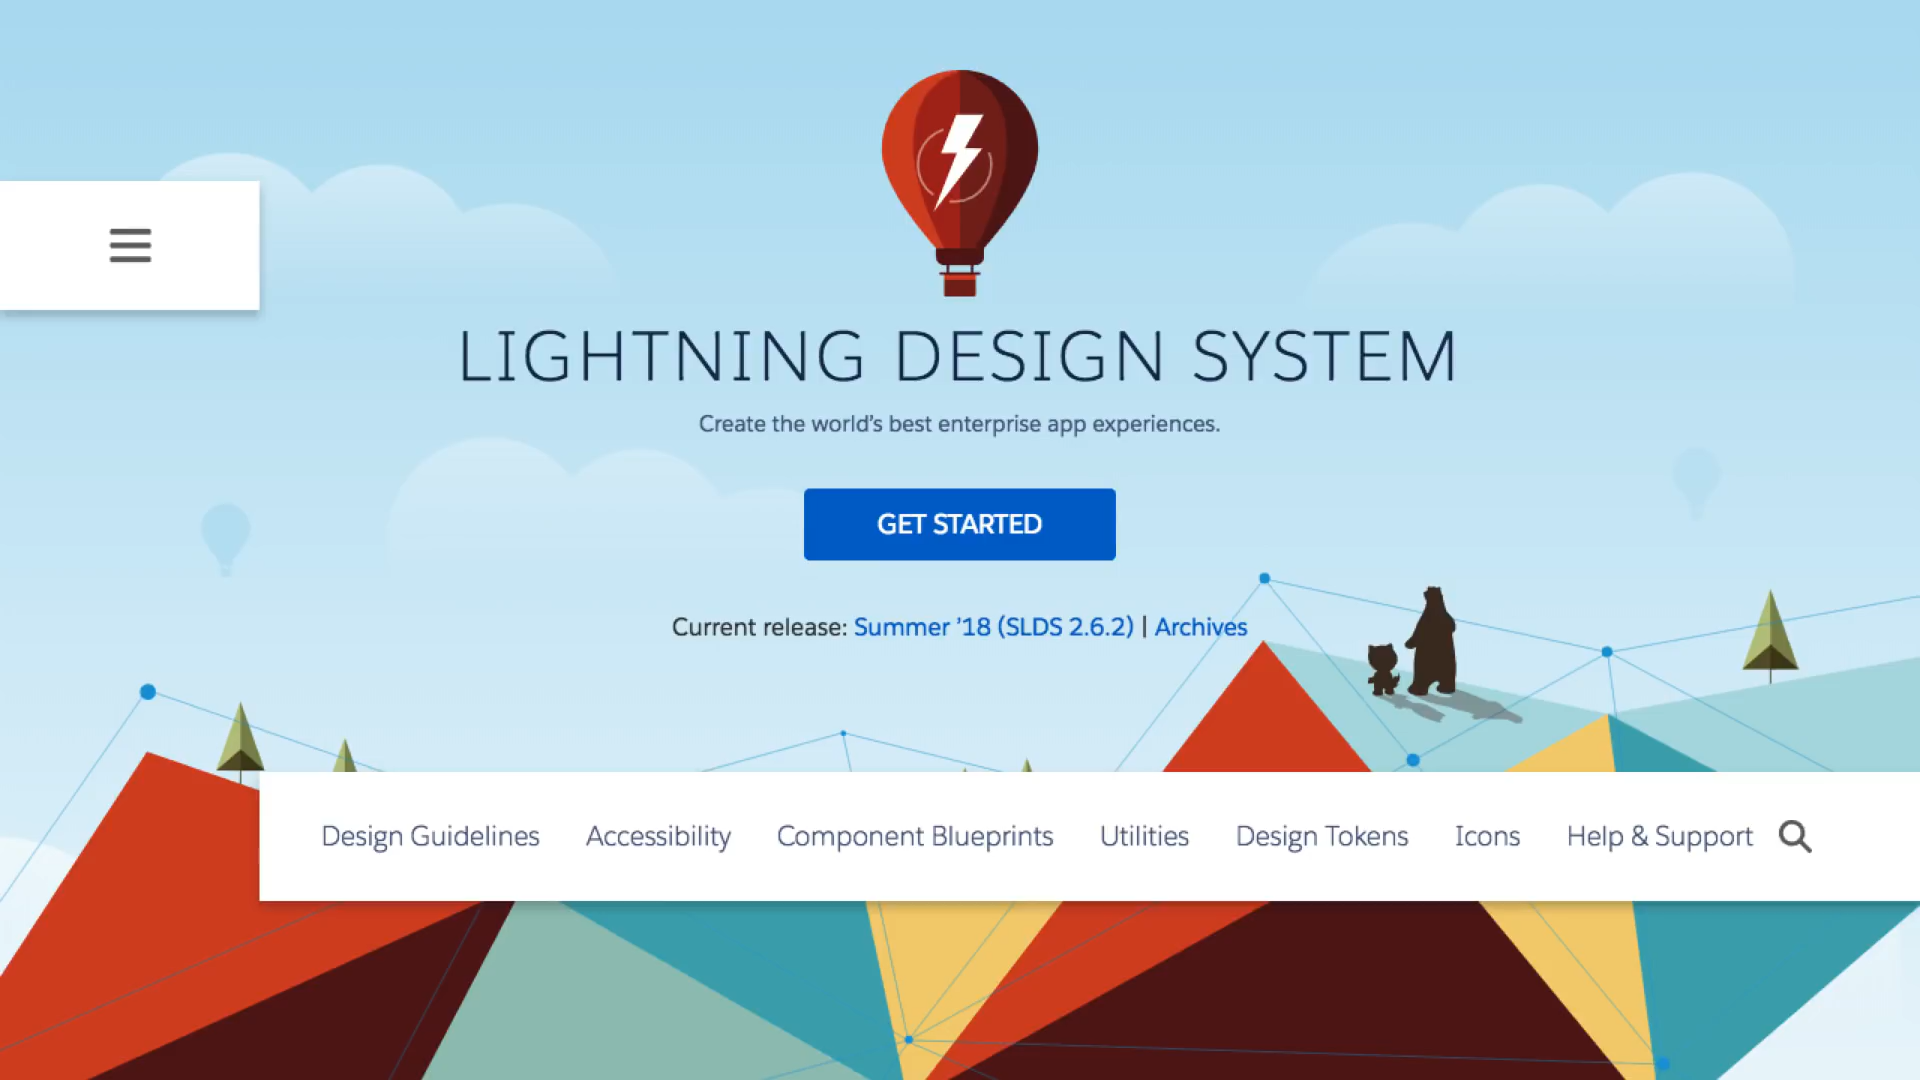 LIGHTNING DESIGN SYSTEM
Create the world’s best enterprise app experiences.
GET STARTED
Current release: Summer ’18 (SLDS 2.6.2) | Archives
Design Guidelines Accessibility Component Blueprints Utilities Design Tokens Icons Help & Support